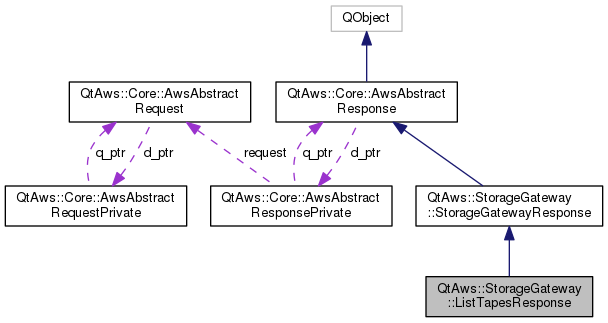 QObject
QtAws::Core::AwsAbstract
Request
QtAws::Core::AwsAbstract
Response
q_ptr
d_ptr
request
q_ptr
d_ptr
QtAws::Core::AwsAbstract
RequestPrivate
QtAws::Core::AwsAbstract
ResponsePrivate
QtAws::StorageGateway
::StorageGatewayResponse
QtAws::StorageGateway
::ListTapesResponse